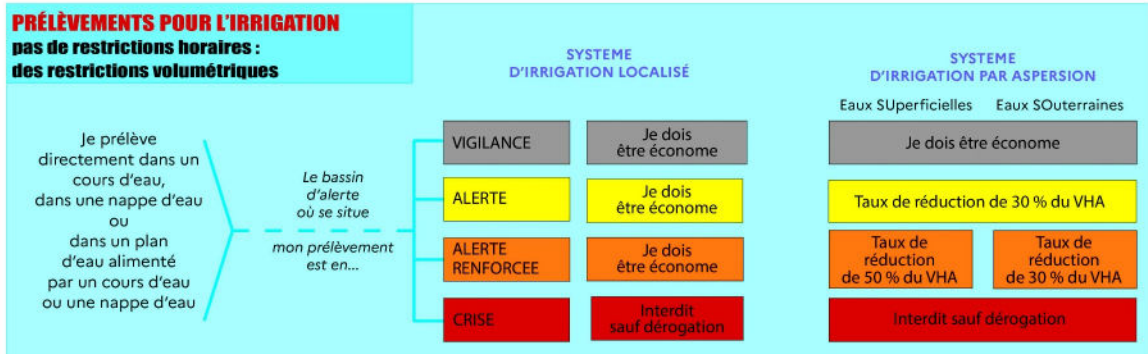 PRÉLÈVEMENTS POUR L'IRRIGATION
pas de restrictions horaires :
des restrictions volumétriques
SYSTEME
D'IRRIGATION LOCALISÉ
SYSTEME
D'IRRIGATION PAR ASPERSION
Eaux SUperficielles
Eaux SOuterraines
Je prélève
directement dans un
cours d'eau,
dans une nappe d'eau
ou
dans un plan
d'eau alimenté
par un cours d'eau
ou une nappe d'eau
Le bassin
d'alerte
où se situe
mon prélèvement
est en...
VIGILANCE
Je dois
être économe
Je dois être économe
ALERTE
Je dois
être économe
Taux de réduction de 30 % du VHA
ALERTE
RENFORCEE
Je dois
être économe
Taux de
réduction
de 50 % du VHA
Taux de
réduction
de 30 % du VHA
CRISE
Interdit
sauf dérogation
Interdit sauf dérogation